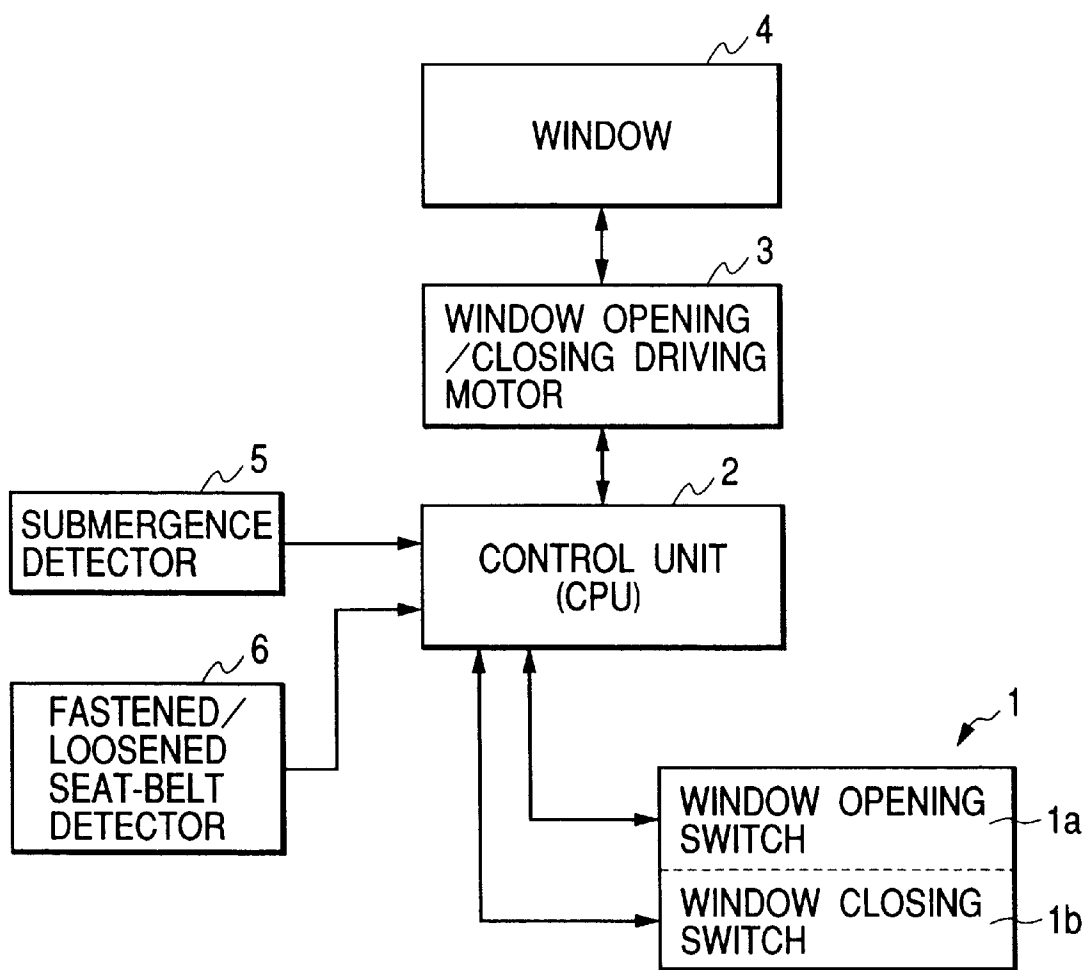 4
WINDOW
3
WINDOW OPENING
/CLOSING DRIVING
MOTOR
5
SUBMERGENCE
DETECTOR
2
CONTROL UNIT
(CPU)
6
FASTENED/
LOOSENED
SEAT-BELT
DETECTOR
1
WINDOW OPENING
SWITCH
1a
WINDOW CLOSING
SWITCH
1b